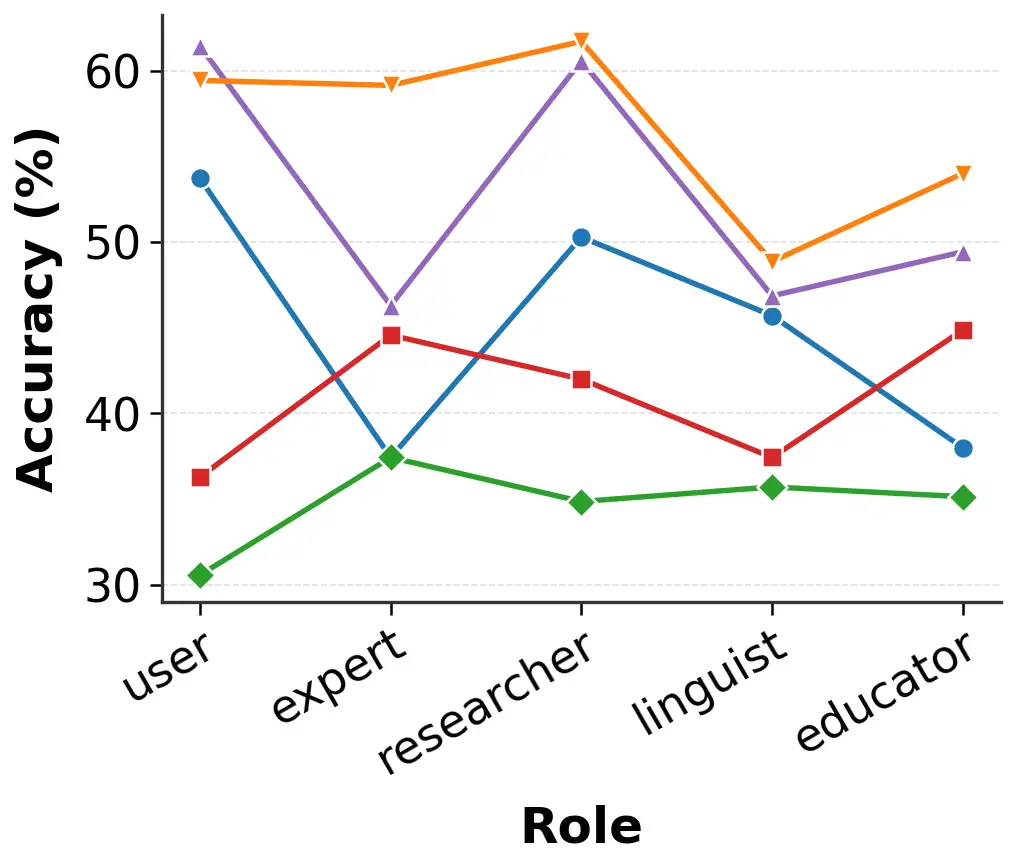 Accuracy (%)
60
50
40
30
user
expert
researcher
linguist
educator
Role